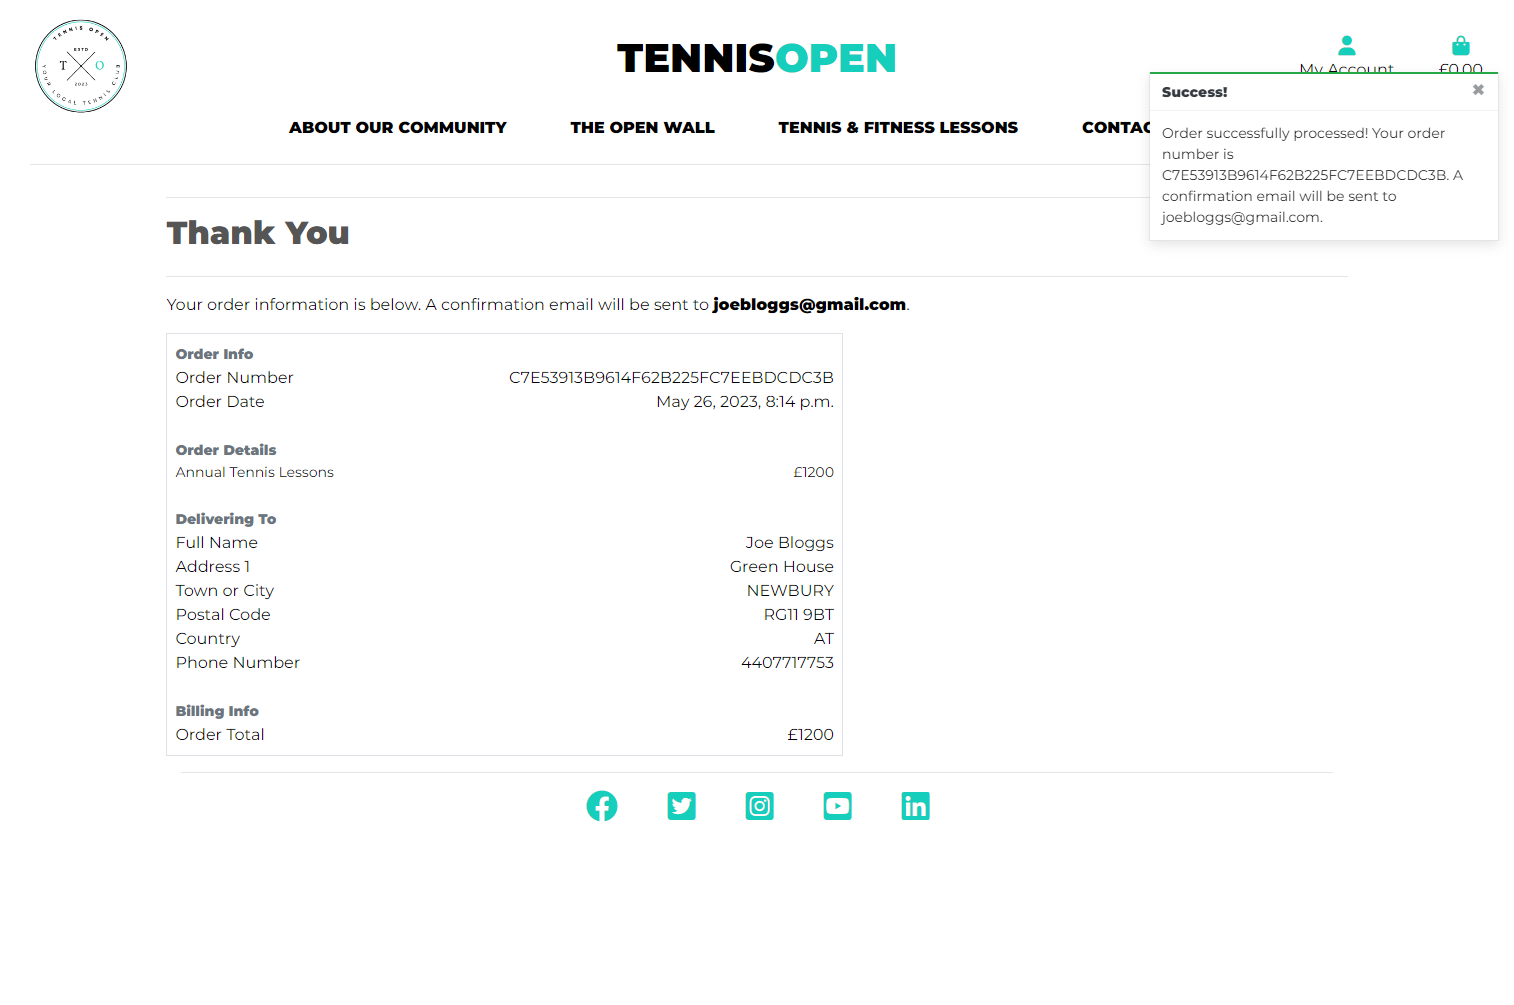 TENNIS OPEN
ESTD
T O
2023
YOUR LOCAL TENNIS CLUB
TENNISOPEN
My Account
£0.00
ABOUT OUR COMMUNITY
THE OPEN WALL
TENNIS & FITNESS LESSONS
Success!
Order successfully processed! Your order
number is
C7E53913B9614F62B225FC7EEBDCDC3B. A
confirmation email will be sent to
joebloggs@gmail.com.
Thank You
Your order information is below. A confirmation email will be sent to joebloggs@gmail.com.
Order Info
Order Number C7E53913B9614F62B225FC7EEBDCDC3B
Order Date May 26, 2023, 8:14 p.m.
Order Details
Annual Tennis Lessons £1200
Delivering To
Full Name Joe Bloggs
Address 1 Green House
Town or City NEWBURY
Postal Code RG11 9BT
Country AT
Phone Number 4407717753
Billing Info
Order Total £1200